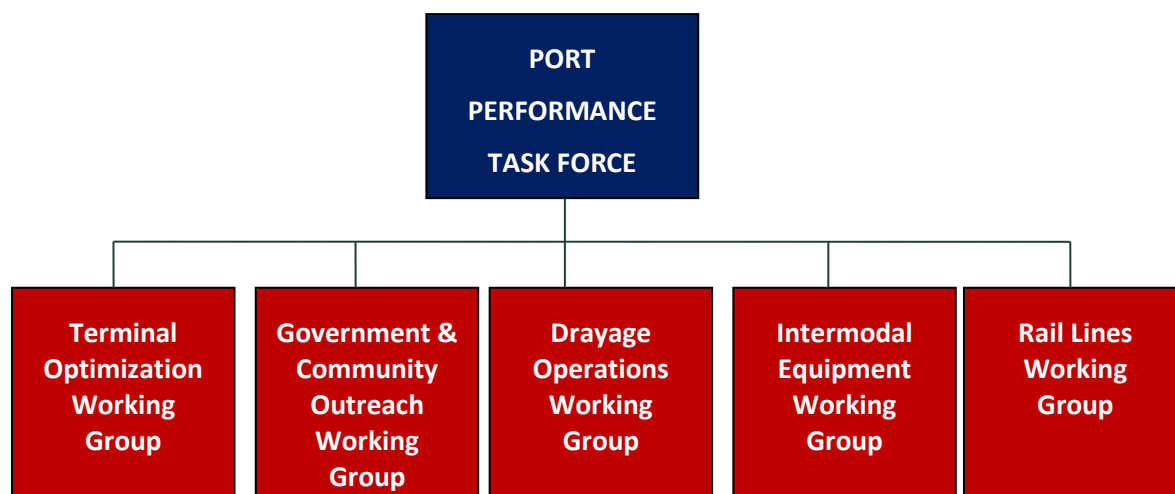 PORT
PERFORMANCE
TASK FORCE
Terminal
Optimization
Working
Group
Government &
Community
Outreach
Working
Group
Drayage
Operations
Working
Group
Intermodal
Equipment
Working
Group
Rail Lines
Working
Group